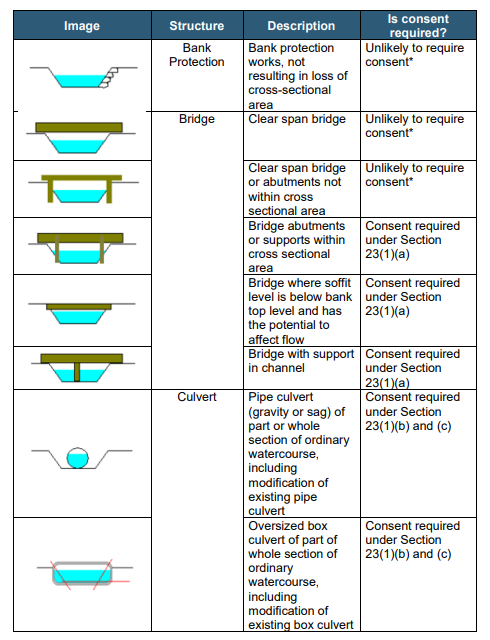 Image Structure Description Is consent
required?
Bank
Protection
Bank protection
works, not
resulting in loss of
cross-sectional
area
Unlikely to require
consent*
Bridge
Clear span bridge
Unlikely to require
consent*
Clear span bridge
or abutments not
within cross
sectional area
Unlikely to require
consent*
Bridge abutments
or supports within
cross sectional
area
Consent required
under Section
23(1)(a)
Bridge where soffit
level is below bank
top level and has
the potential to
affect flow
Consent required
under Section
23(1)(a)
Bridge with support
in channel
Consent required
under Section
23(1)(a)
Culvert
Pipe culvert
(gravity or sag) of
part or whole
section of ordinary
watercourse,
including
modification of
existing pipe
culvert
Consent required
under Section
23(1)(b) and (c)
Oversized box
culvert of part of
whole section of
ordinary
watercourse,
including
modification of
existing box culvert
Consent required
under Section
23(1)(b) and (c)